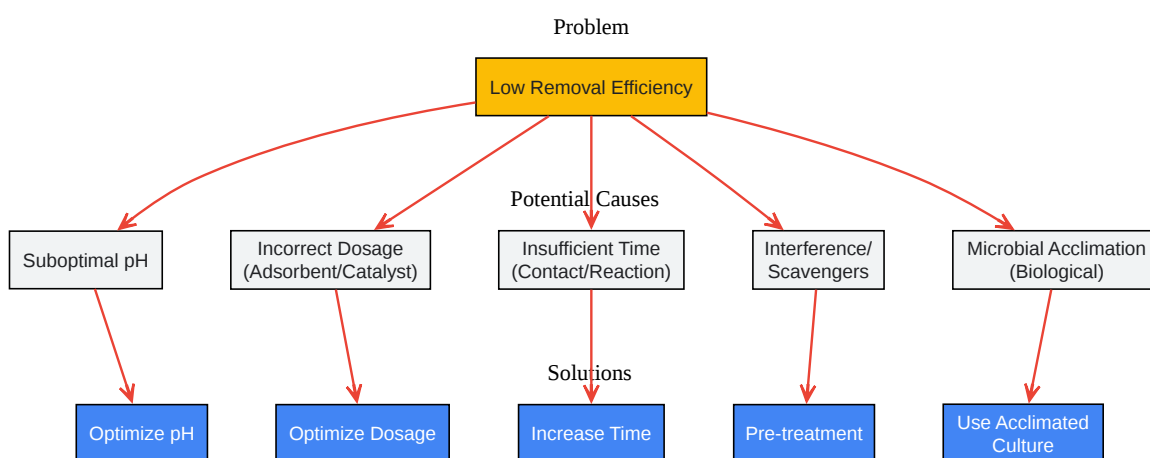 Problem
Low Removal Efficiency
Potential Causes
Suboptimal pH
Incorrect Dosage
(Adsorbent/Catalyst)
Insufficient Time
(Contact/Reaction)
Interference/
Scavengers
Microbial Acclimation
(Biological)
Solutions
Optimize pH
Optimize Dosage
Increase Time
Pre-treatment
Use Acclimated
Culture